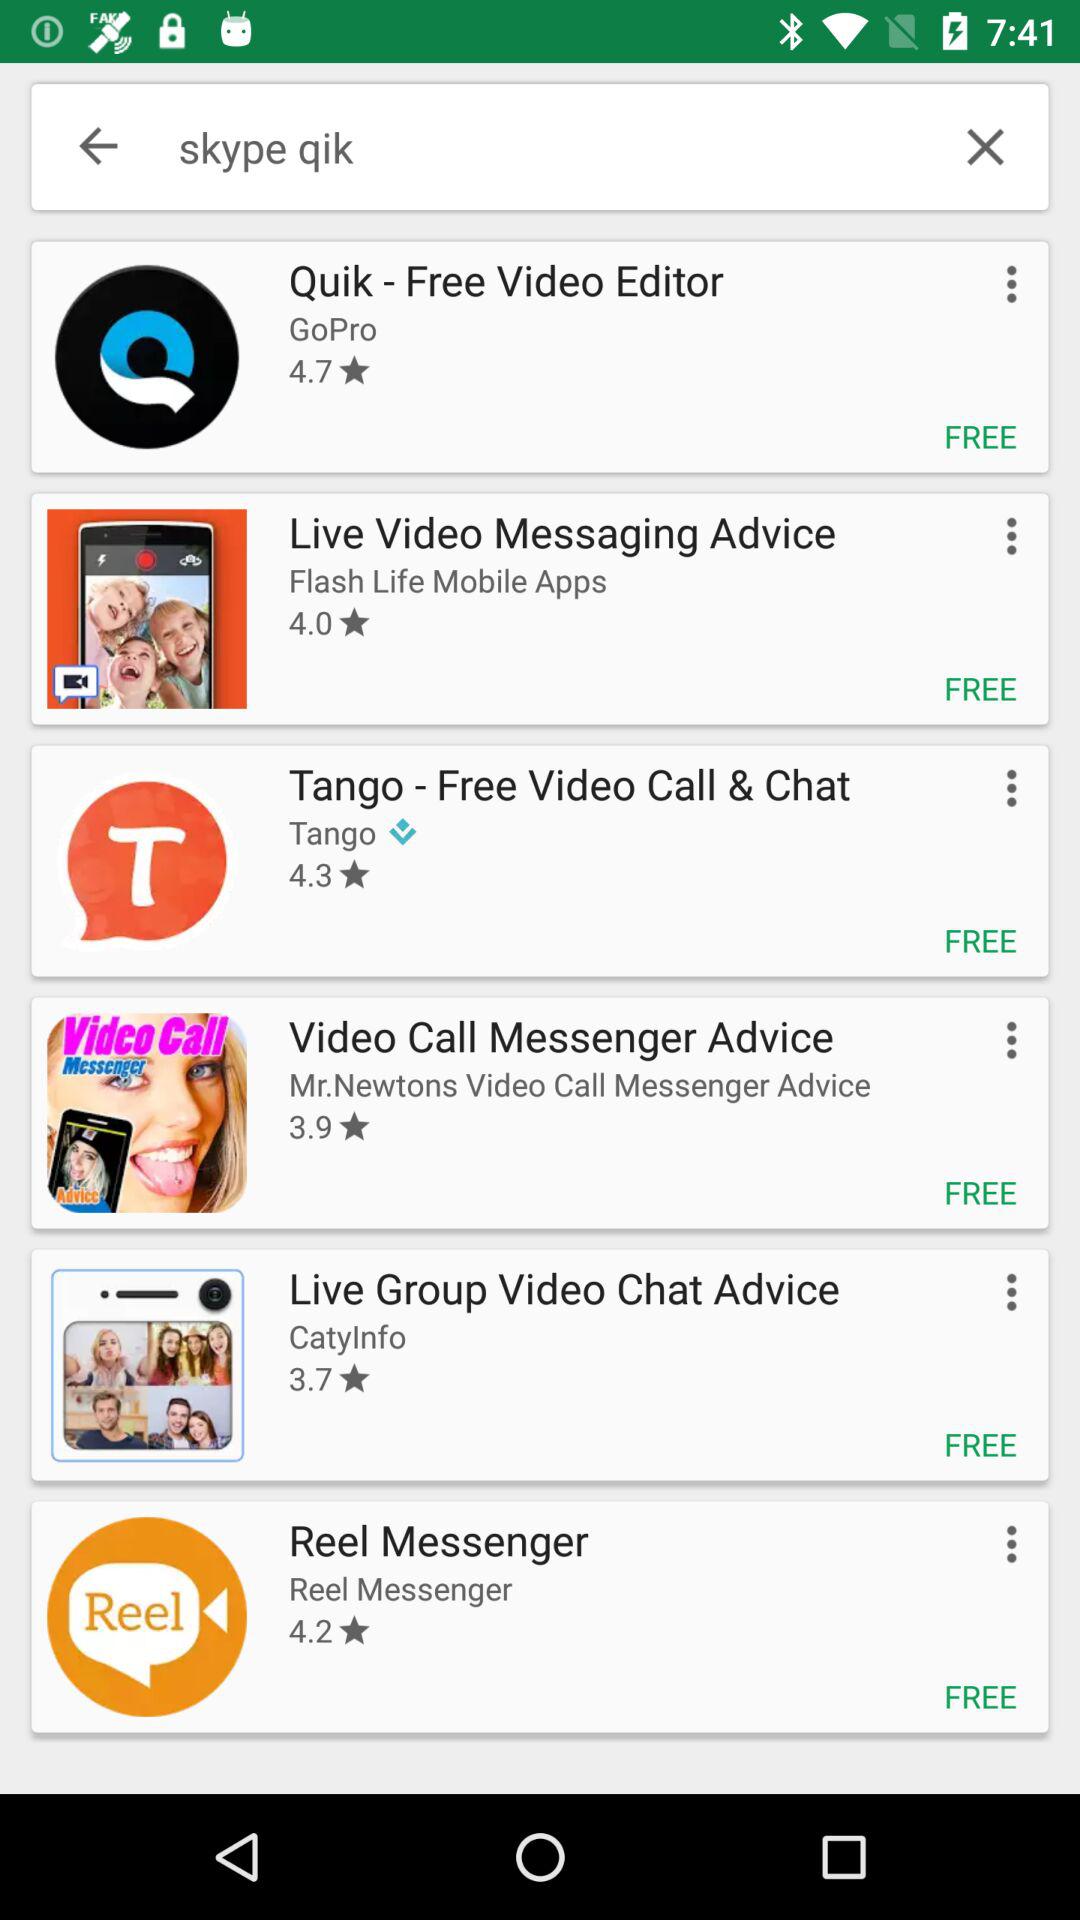 FAKE
7:41
skype qik
Quik - Free Video Editor
GoPro
4.7
FREE
Live Video Messaging Advice
Flash Life Mobile Apps
4.0
FREE
T
Tango - Free Video Call & Chat
Tango
4.3
FREE
Video Call
Messenger
Advice
Video Call Messenger Advice
Mr.Newtons Video Call Messenger Advice
3.9
FREE
Live Group Video Chat Advice
CatyInfo
3.7
FREE
Reel
Reel Messenger
Reel Messenger
4.2
FREE